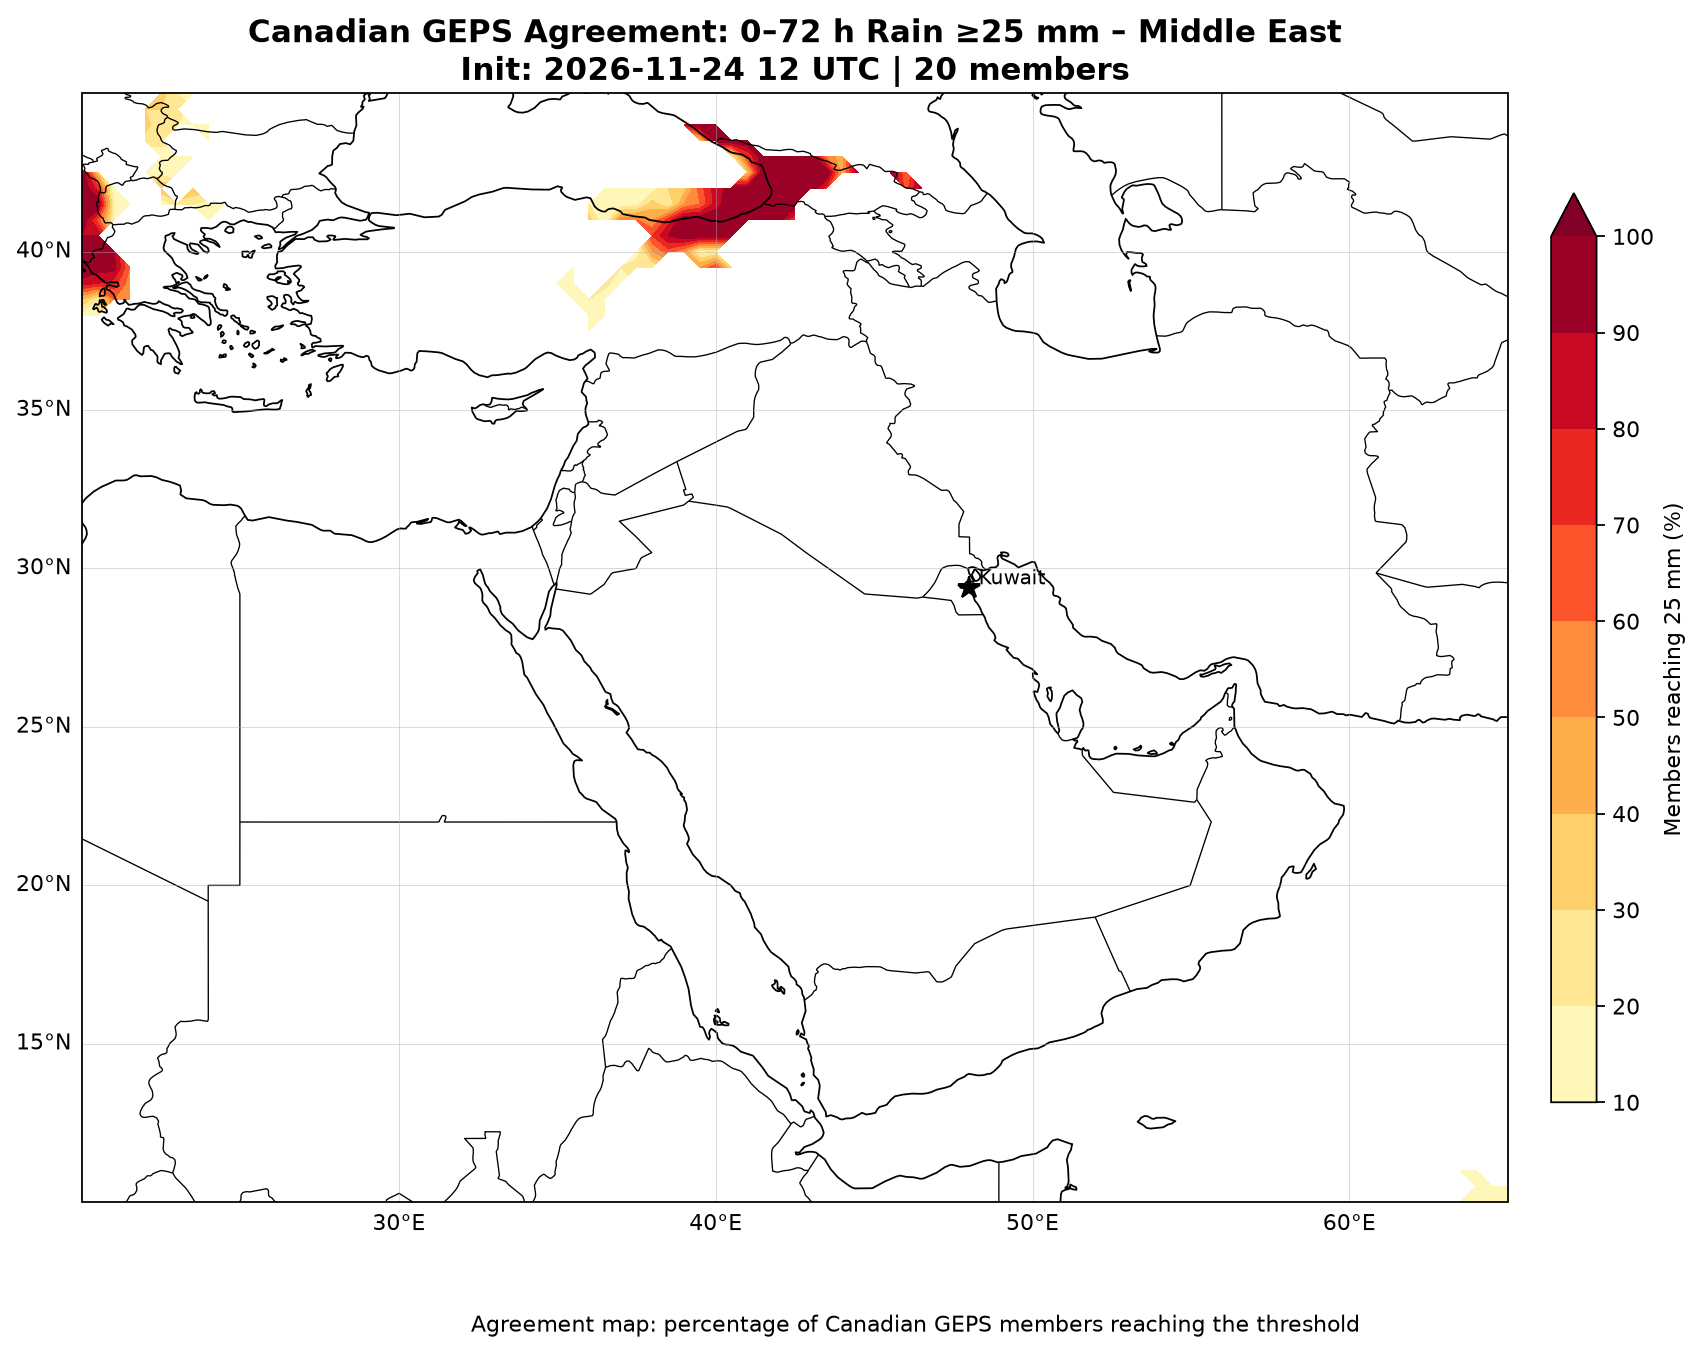 Canadian GEPS Agreement: 0–72 h Rain ≥25 mm – Middle East
Init: 2026-11-24 12 UTC | 20 members
40°N
35°N
30°N
25°N
20°N
15°N
30°E
40°E
50°E
60°E
Kuwait
100
90
80
70
60
50
40
30
20
10
Members reaching 25 mm (%)
Agreement map: percentage of Canadian GEPS members reaching the threshold